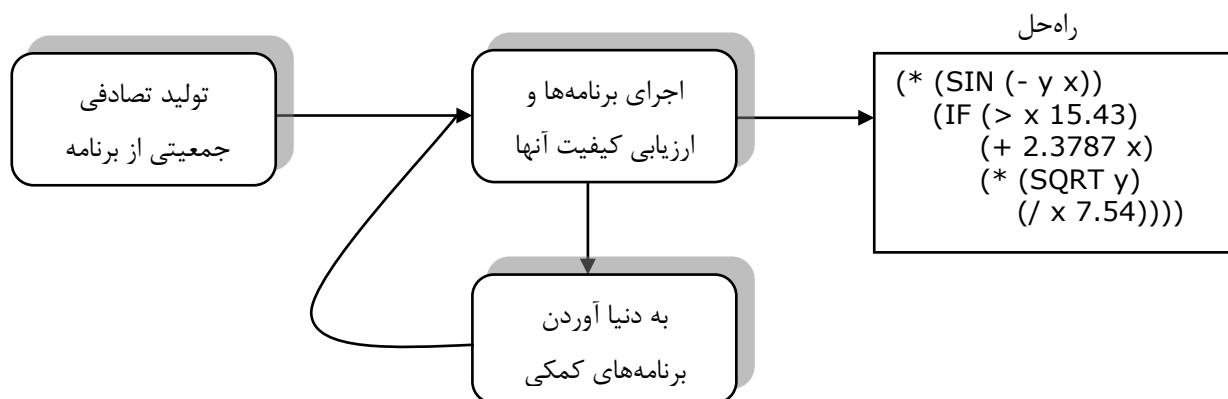 تولید تصادفی
جمعیتی از برنامه
اجرای برنامه‌ها و
ارزیابی کیفیت آنها
به دنیا آوردن
برنامه‌های کمکی
راه‌حل
(* (SIN (- y x))
(IF (> x 15.43)
(+ 2.3787 x)
(* (SQRT y)
(/ x 7.54))))